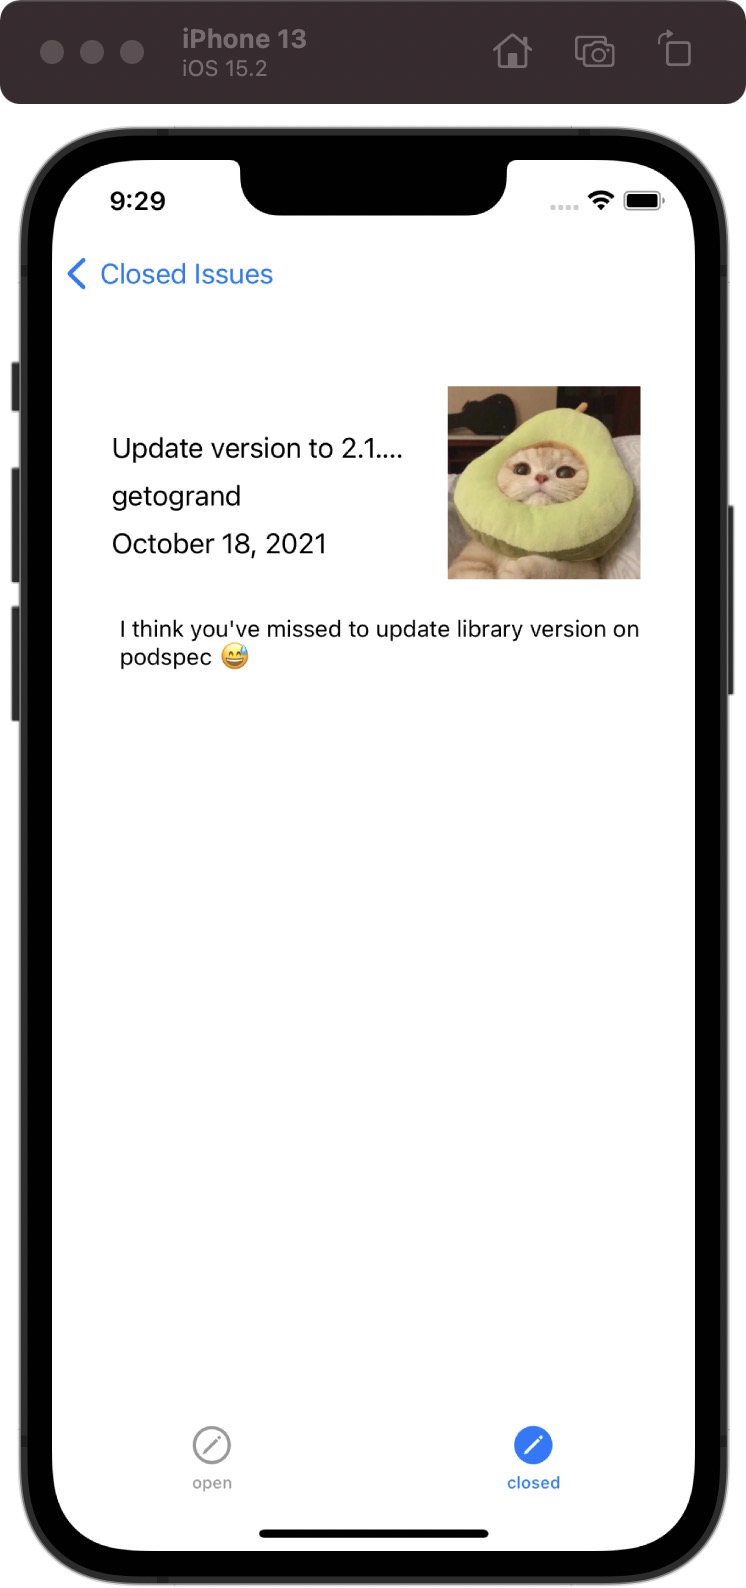 iPhone 13
iOS 15.2
9:29
Closed Issues
Update version to 2.1....
getogrand
October 18, 2021
I think you've missed to update library version on
podspec 😅
open
closed